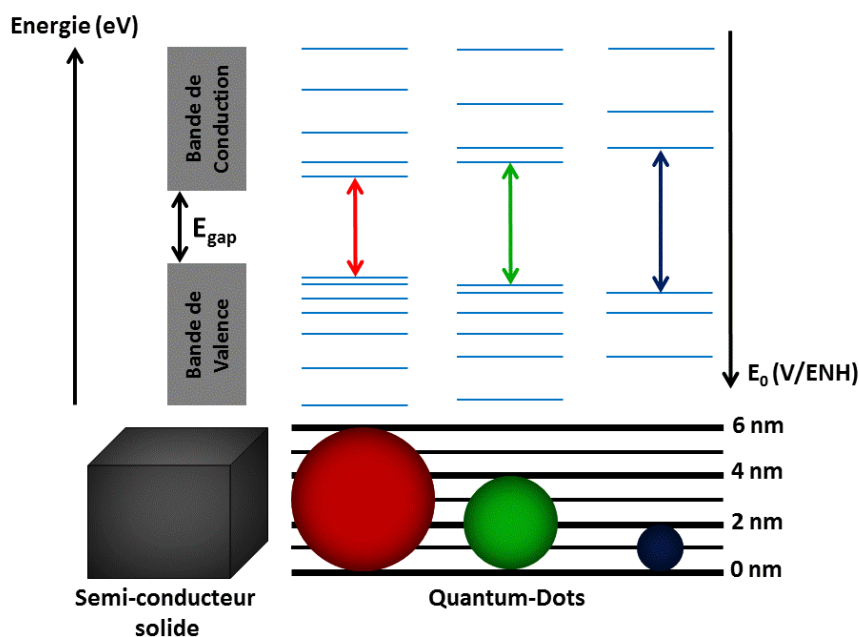 Energie (eV)
Bande de
Conduction
E_gap
Bande de
Valence
E_0 (V/ENH)
6 nm
4 nm
2 nm
0 nm
Semi-conducteur
solide
Quantum-Dots